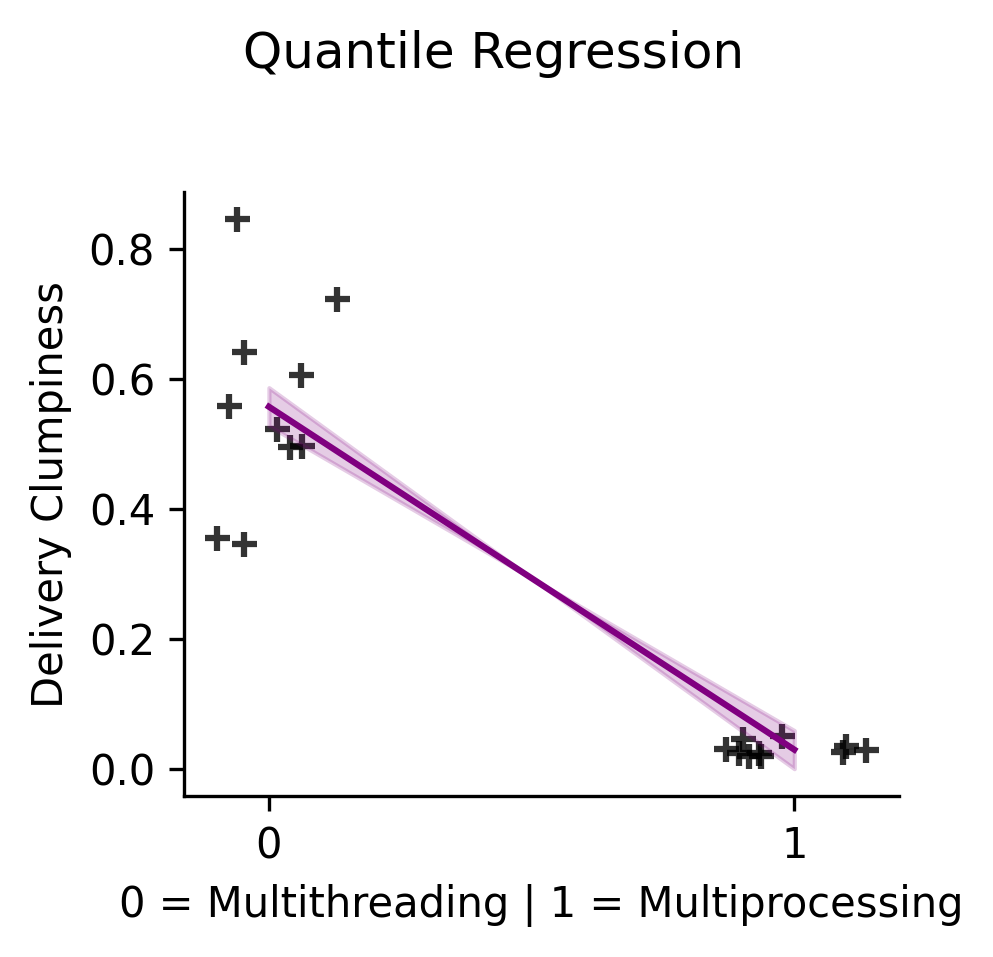 Quantile Regression
0.8
0.6
0.4
0.2
0.0
Delivery Clumpiness
0 1
0 = Multithreading | 1 = Multiprocessing